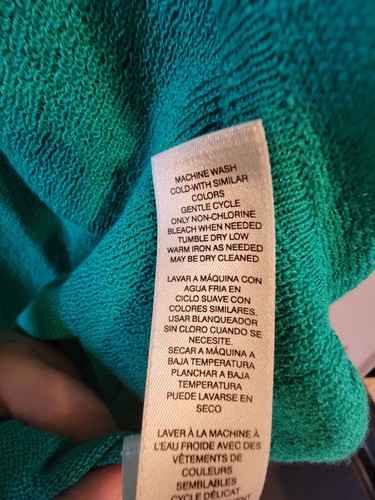 MACHINE WASH
COLD-WITH SIMILAR
COLORS
GENTLE CYCLE
ONLY NON-CHLORINE
BLEACH WHEN NEEDED
TUMBLE DRY LOW
WARM IRON AS NEEDED
MAY BE DRY CLEANED
LAVAR A MÁQUINA CON
AGUA FRIA EN
CICLO SUAVE CON
COLORES SIMILARES.
USAR BLANQUEADOR
SIN CLORO CUANDO SE
NECESITE.
SECAR A MÁQUINA A
BAJA TEMPERATURA
PLANCHAR A BAJA
TEMPERATURA
PUEDE LAVARSE EN
SECO
LAVER À LA MACHINE À
L'EAU FROIDE AVEC DES
VÊTEMENTS DE
COULEURS
SEMBLABLES
CYCLE DÉLICAT